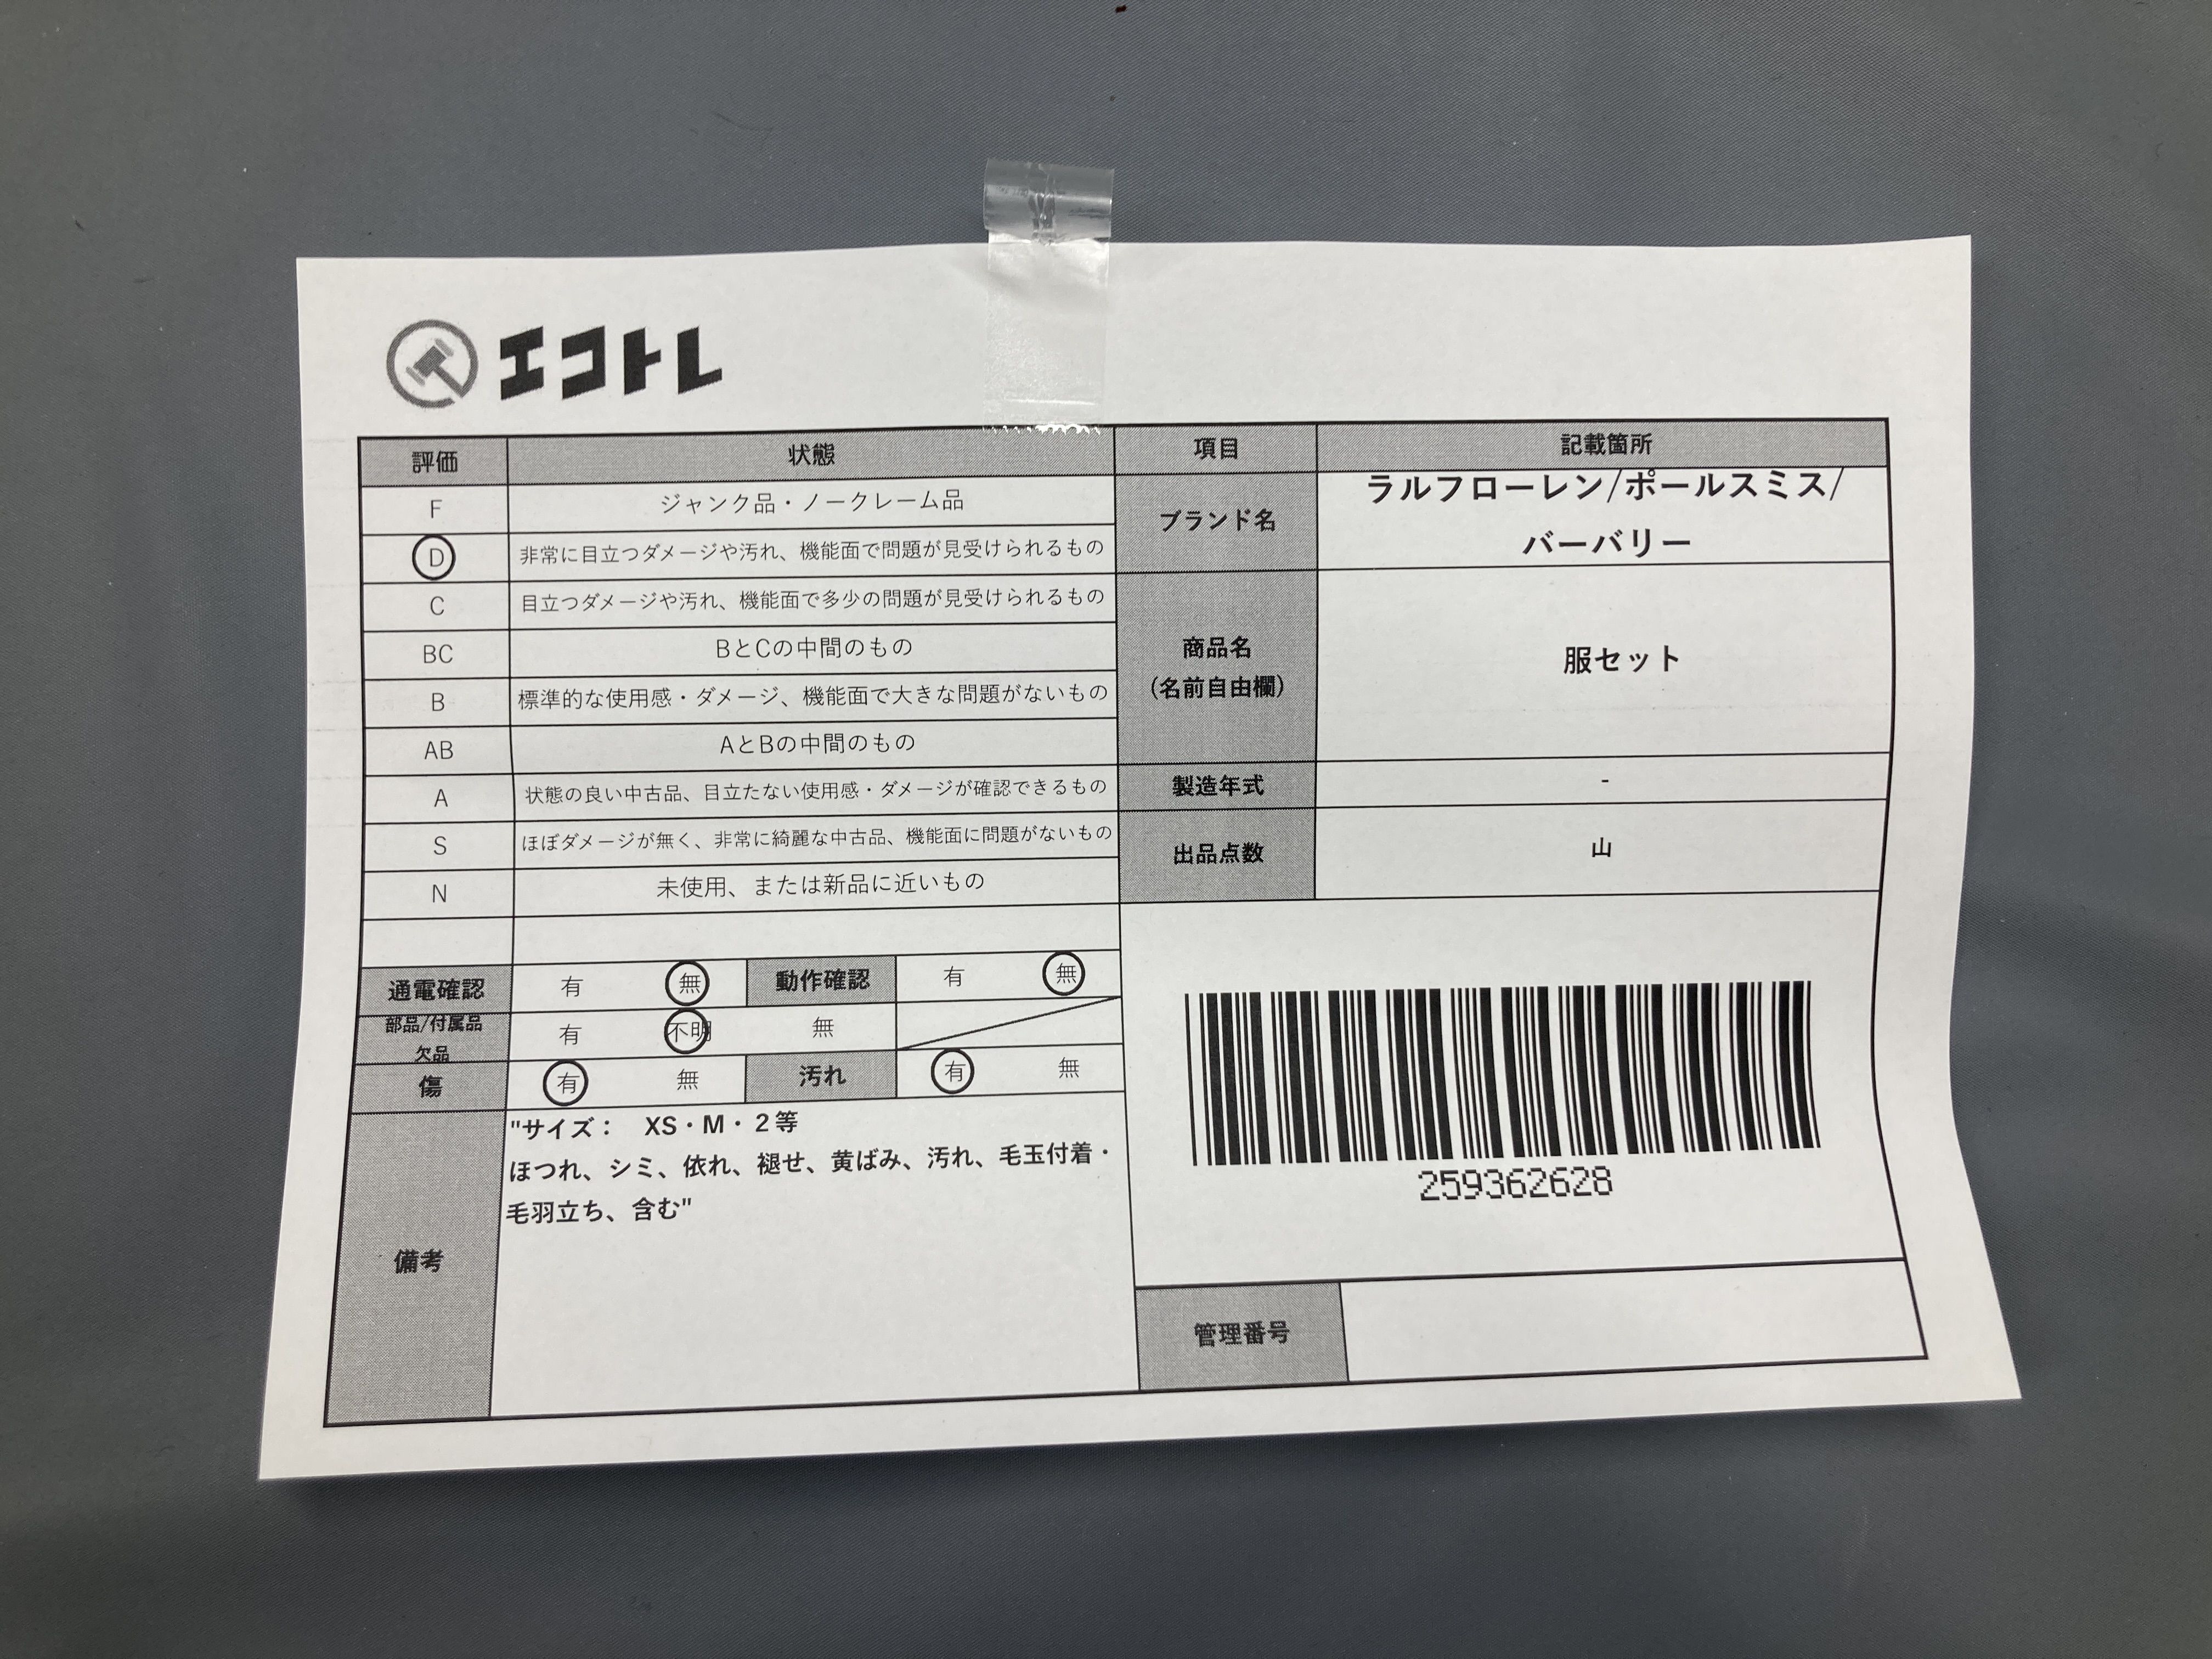 エコトレ
評価 状態 項目 記載箇所
F ジャンク品・ノークレーム品
D 非常に目立つダメージや汚れ、機能面で問題が見受けられるもの
C 目立つダメージや汚れ、機能面で多少の問題が見受けられるもの
BC BとCの中間のもの
B 標準的な使用感・ダメージ、機能面で大きな問題がないもの
AB AとBの中間のもの
A 状態の良い中古品、目立たない使用感・ダメージが確認できるもの
S ほぼダメージが無く、非常に綺麗な中古品、機能面に問題がないもの
N 未使用、または新品に近いもの
ブランド名
ラルフローレン/ポールスミス/
バーバリー
商品名
(名前自由欄)
服セット
製造年式 -
出品点数 山
通電確認 有 無 動作確認 有 無
部品/付属品
欠品
有 不明 無
傷 有 無 汚れ 有 無
備考
"サイズ： XS・M・２等
ほつれ、シミ、依れ、褪せ、黄ばみ、汚れ、毛玉付着・
毛羽立ち、含む"
259362628
管理番号